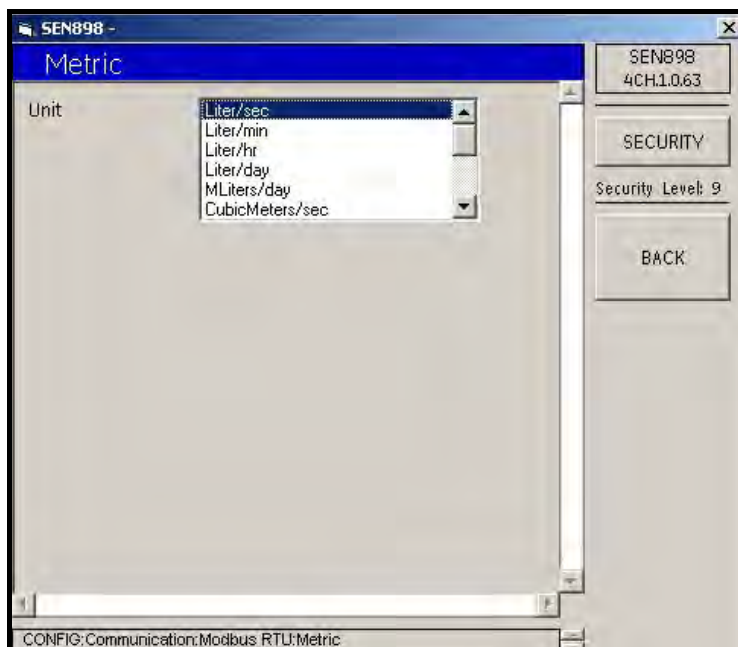 SEN898 -
Metric
SEN898
4CH.1.0.63
Unit
Liter/sec
Liter/min
Liter/hr
Liter/day
MLiters/day
CubicMeters/sec
SECURITY
Security Level: 9
BACK
CONFIG:Communication:Modbus RTU:Metric